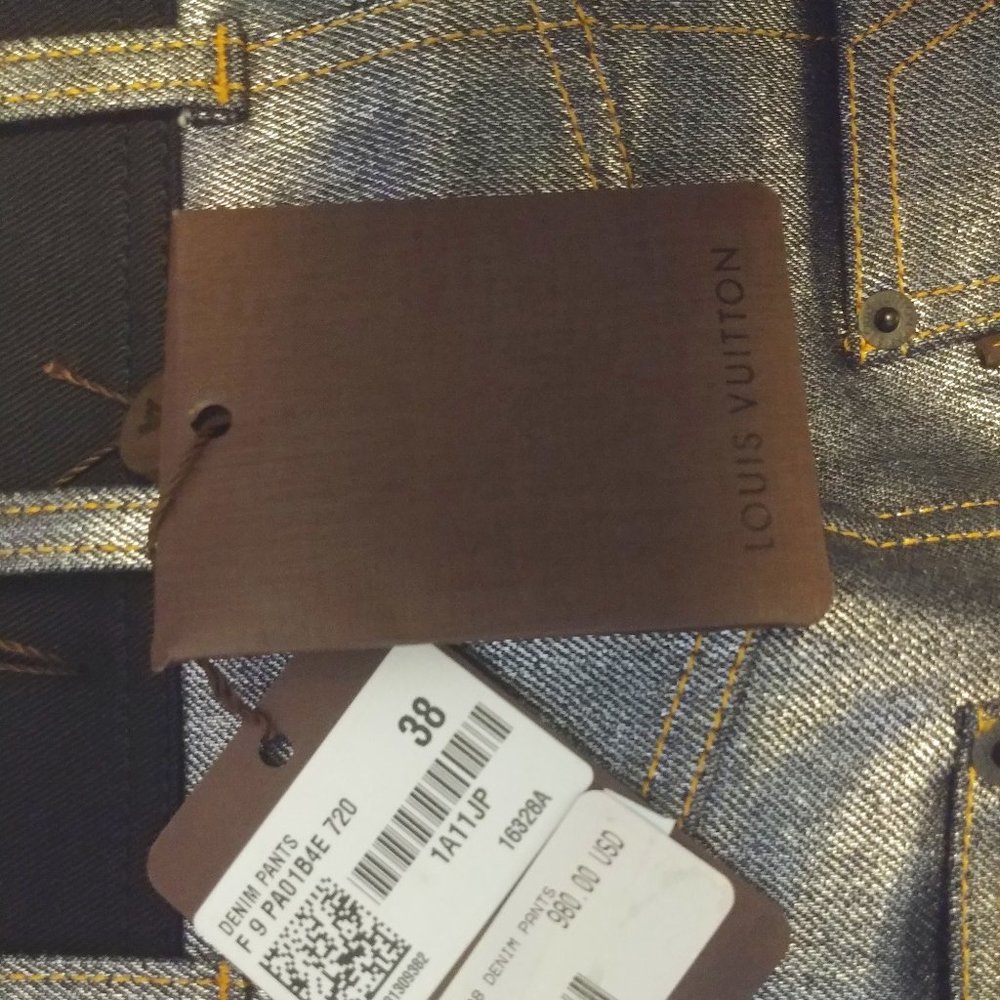 LOUIS VUITTON
38
1A11JP
16328A
DENIM PANTS
F 9 PA01B4E 720
980.00 USD
DENIM PANTS